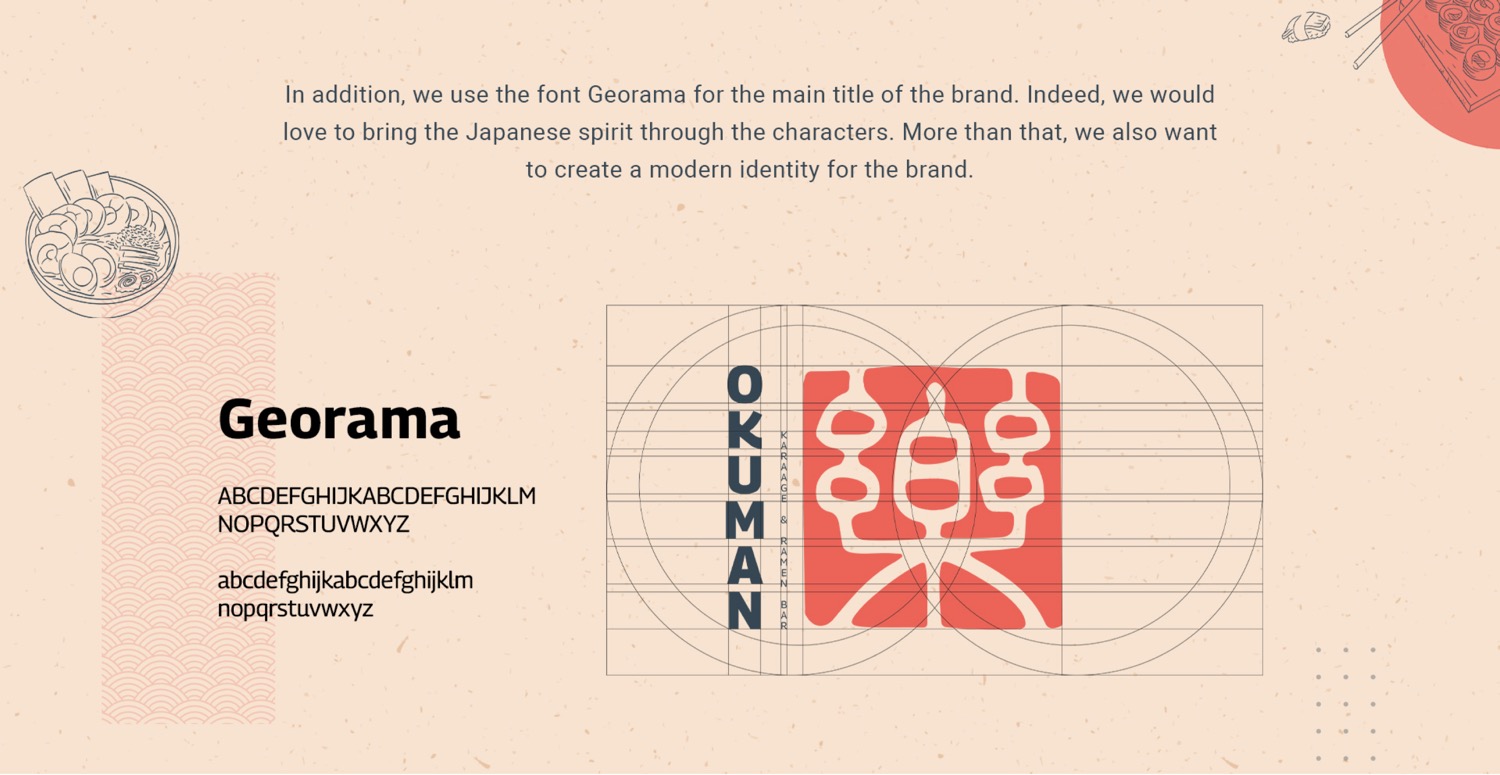 In addition, we use the font Georama for the main title of the brand. Indeed, we would
love to bring the Japanese spirit through the characters. More than that, we also want
to create a modern identity for the brand.
Georama
ABCDEFGHIJKABCDEFGHIJKLM
NOPQRSTUVWXYZ
abcdefghijkabcdefghijklm
nopqrstuvwxyz
OKUMAN
KARAAGE & RAMEN BAR